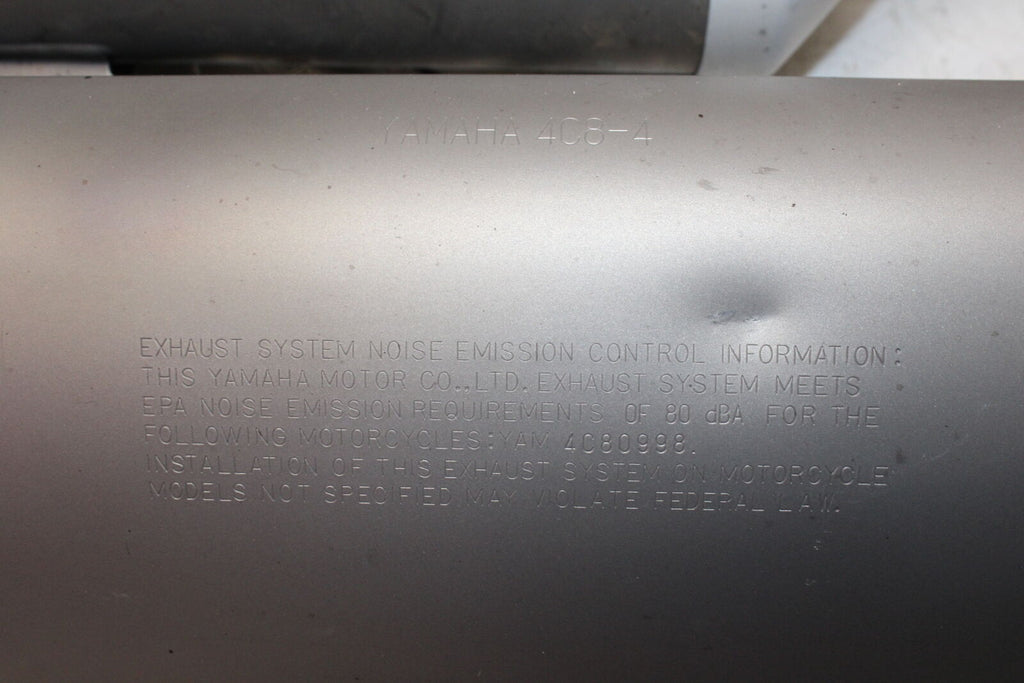 YAMAHA 4C8-4
EXHAUST SYSTEM NOISE EMISSION CONTROL INFORMATION:
THIS YAMAHA MOTOR CO.,LTD. EXHAUST SYSTEM MEETS
EPA NOISE EMISSION REQUIREMENTS OF 80 dBA FOR THE
FOLLOWING MOTORCYCLES:YAM 4C80998.
INSTALLATION OF THIS EXHAUST SYSTEM ON MOTORCYCLE
MODELS NOT SPECIFIED MAY VIOLATE FEDERAL LAW.